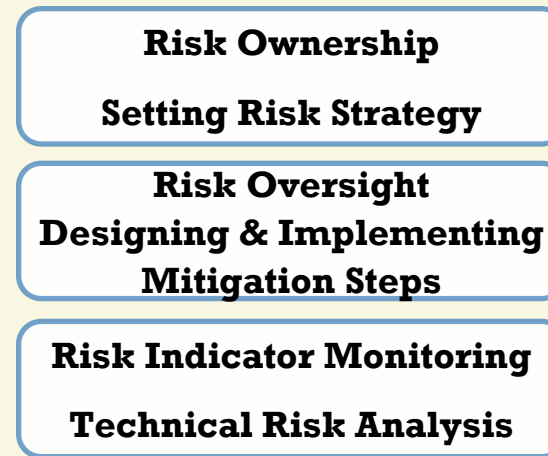 Risk Ownership
Setting Risk Strategy
Risk Oversight
Designing & Implementing
Mitigation Steps
Risk Indicator Monitoring
Technical Risk Analysis